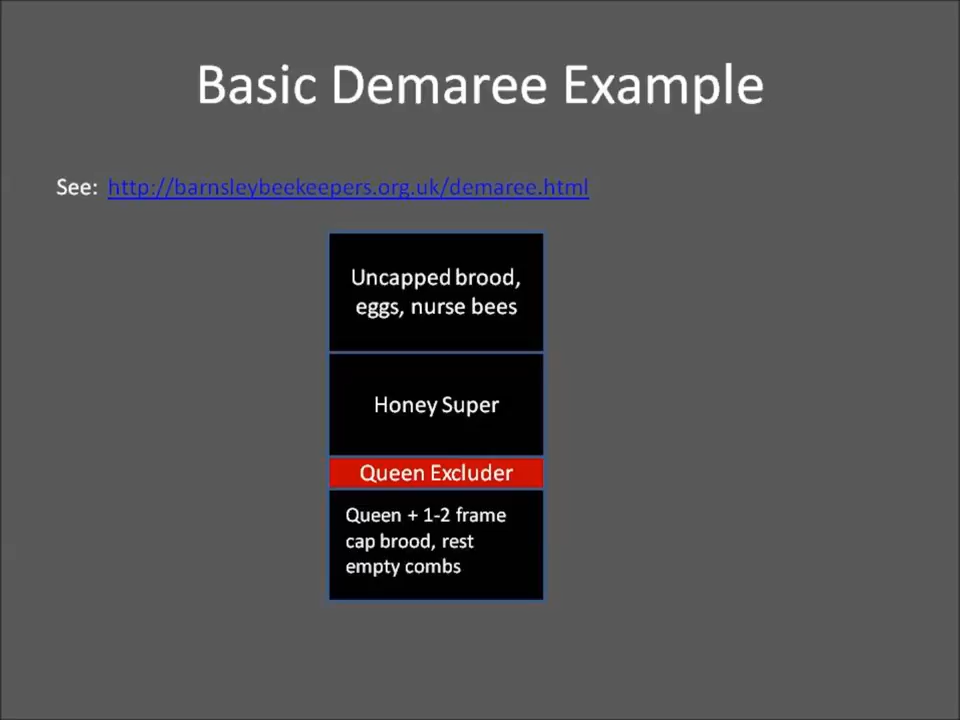 Basic Demaree Example
See: http://barnsleybeekeepers.org.uk/demaree.html
Uncapped brood,
eggs, nurse bees
Honey Super
Queen Excluder
Queen + 1-2 frame
cap brood, rest
empty combs